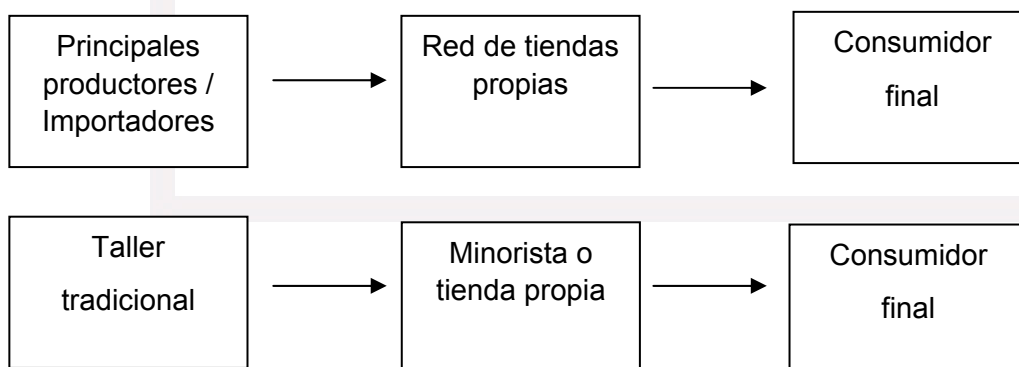 Principales
productores /
Importadores
Red de tiendas
propias
Consumidor
final
Taller
tradicional
Minorista o
tienda propia
Consumidor
final